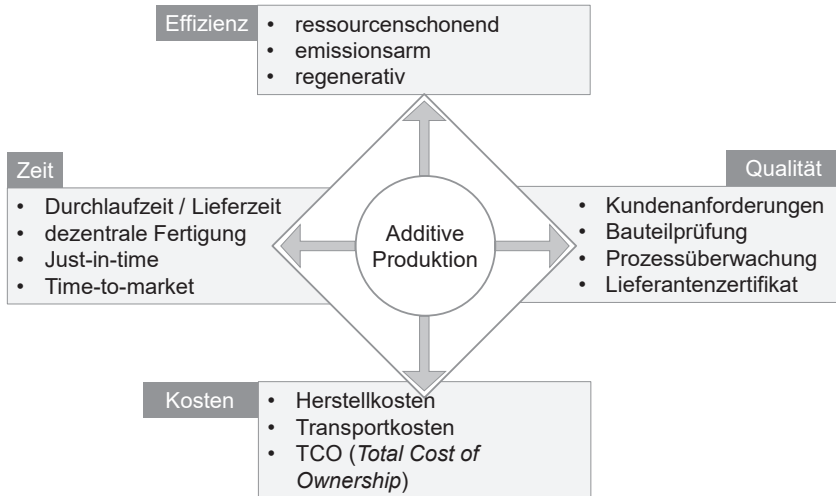 Effizienz
• ressourcenschonend
• emissionsarm
• regenerativ
Zeit
• Durchlaufzeit / Lieferzeit
• dezentrale Fertigung
• Just-in-time
• Time-to-market
Additive
Produktion
Qualität
• Kundenanforderungen
• Bauteilprüfung
• Prozessüberwachung
• Lieferantenzertifikat
Kosten
• Herstellkosten
• Transportkosten
• TCO (Total Cost of
Ownership)